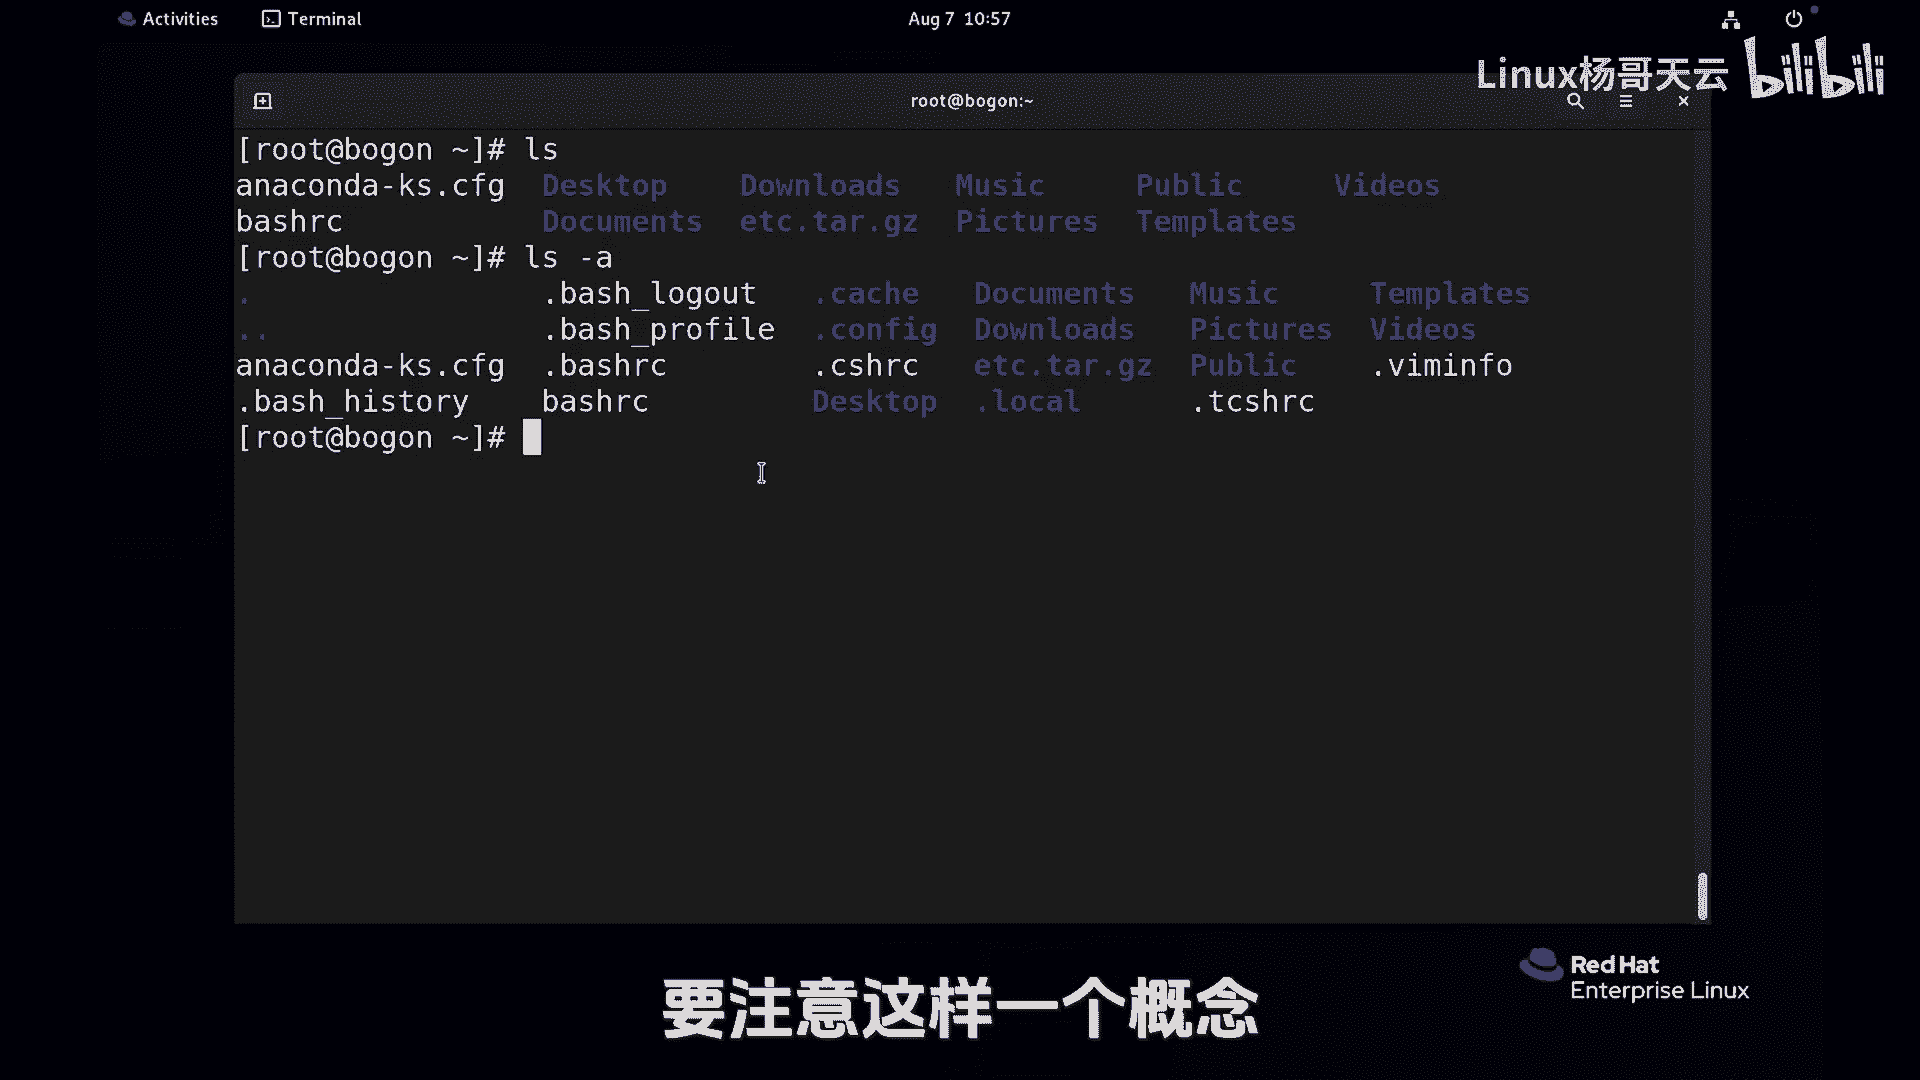 Activities Terminal Aug 7 10:57
Linux杨哥天云 bilibili
root@bogon:~
[root@bogon ~]# ls
anaconda-ks.cfg Desktop Downloads Music Public Videos
bashrc Documents etc.tar.gz Pictures Templates
[root@bogon ~]# ls -a
. .bash_logout .cache Documents Music Templates
.. .bash_profile .config Downloads Pictures Videos
anaconda-ks.cfg .bashrc .cshrc etc.tar.gz Public .viminfo
.bash_history bashrc Desktop .local .tcshrc
[root@bogon ~]#
Red Hat
Enterprise Linux
要注意这样一个概念